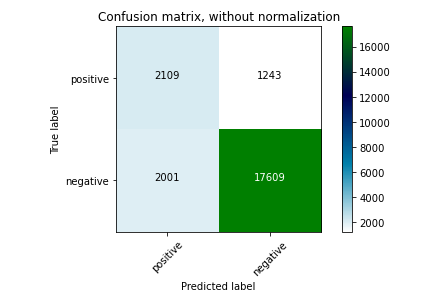 Confusion matrix, without normalization
True label
positive
2109
1243
negative
2001
17609
positive
negative
Predicted label
16000
14000
12000
10000
8000
6000
4000
2000